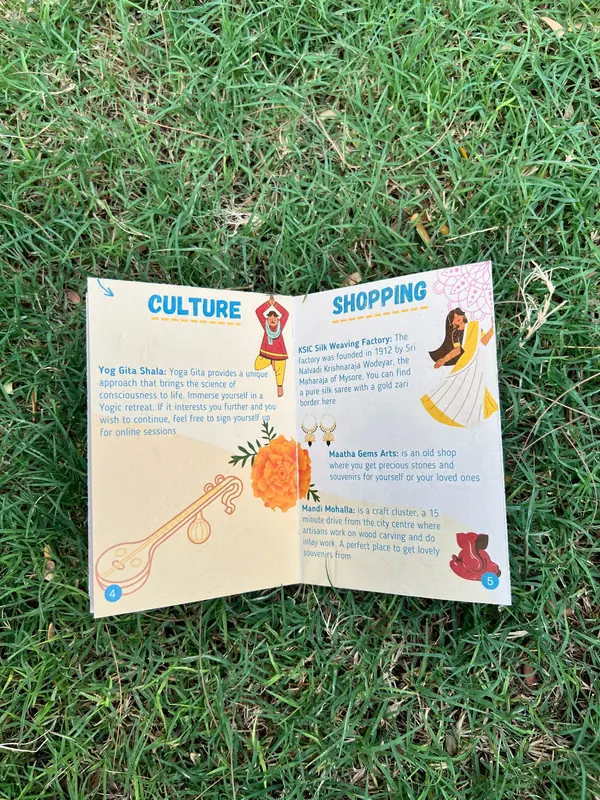 CULTURE
Yog Gita Shala: Yoga Gita provides a unique
approach that brings the science of
consciousness to life. Immerse yourself in a
Yogic retreat. If it interests you further and you
wish to continue, feel free to sign yourself up
for online sessions
4
SHOPPING
KSIC Silk Weaving Factory: The
factory was founded in 1912 by Sri
Nalvadi Krishnaraja Wodeyar, the
Maharaja of Mysore. You can find
a pure silk saree with a gold zari
border here
Maatha Gems Arts: is an old shop
where you get precious stones and
souvenirs for yourself or your loved ones
Mandi Mohalla: is a craft cluster, a 15
minute drive from the city centre where
artisans work on wood carving and do
inlay work. A perfect place to get lovely
souvenirs from
5